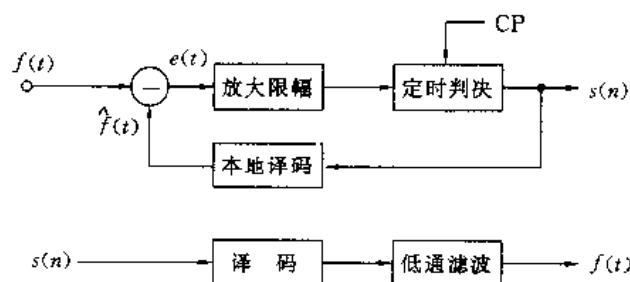 CP
f(t)
e(t)
放大限幅
定时判决
s(n)
−
f̂(t)
本地译码
s(n)
译 码
低通滤波
f(t)